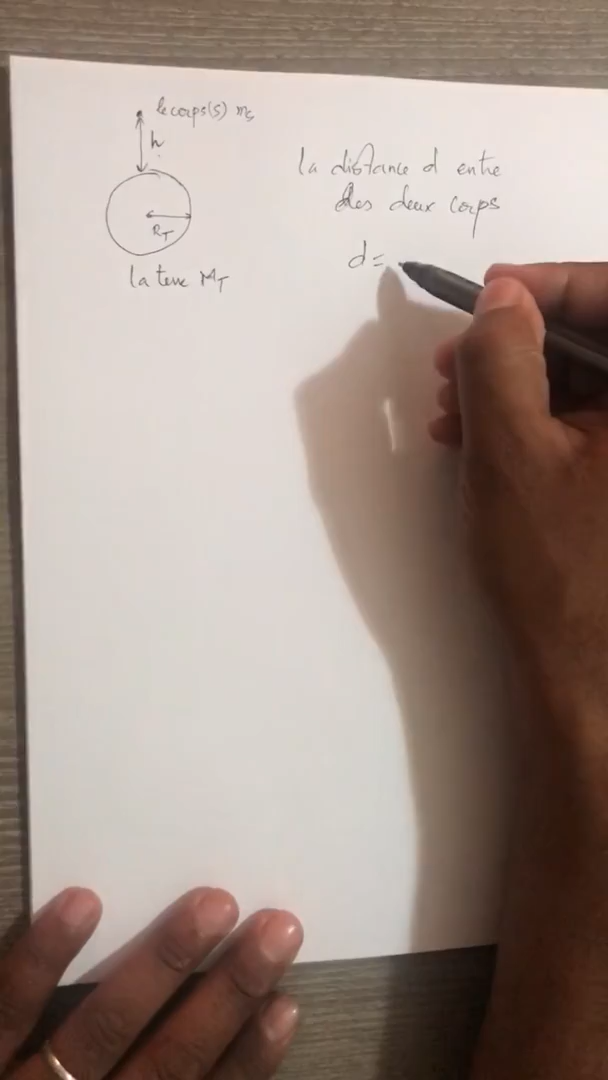 le corps(s) ms
h
RT
la terre MT
la distance d entre
des deux corps
d=